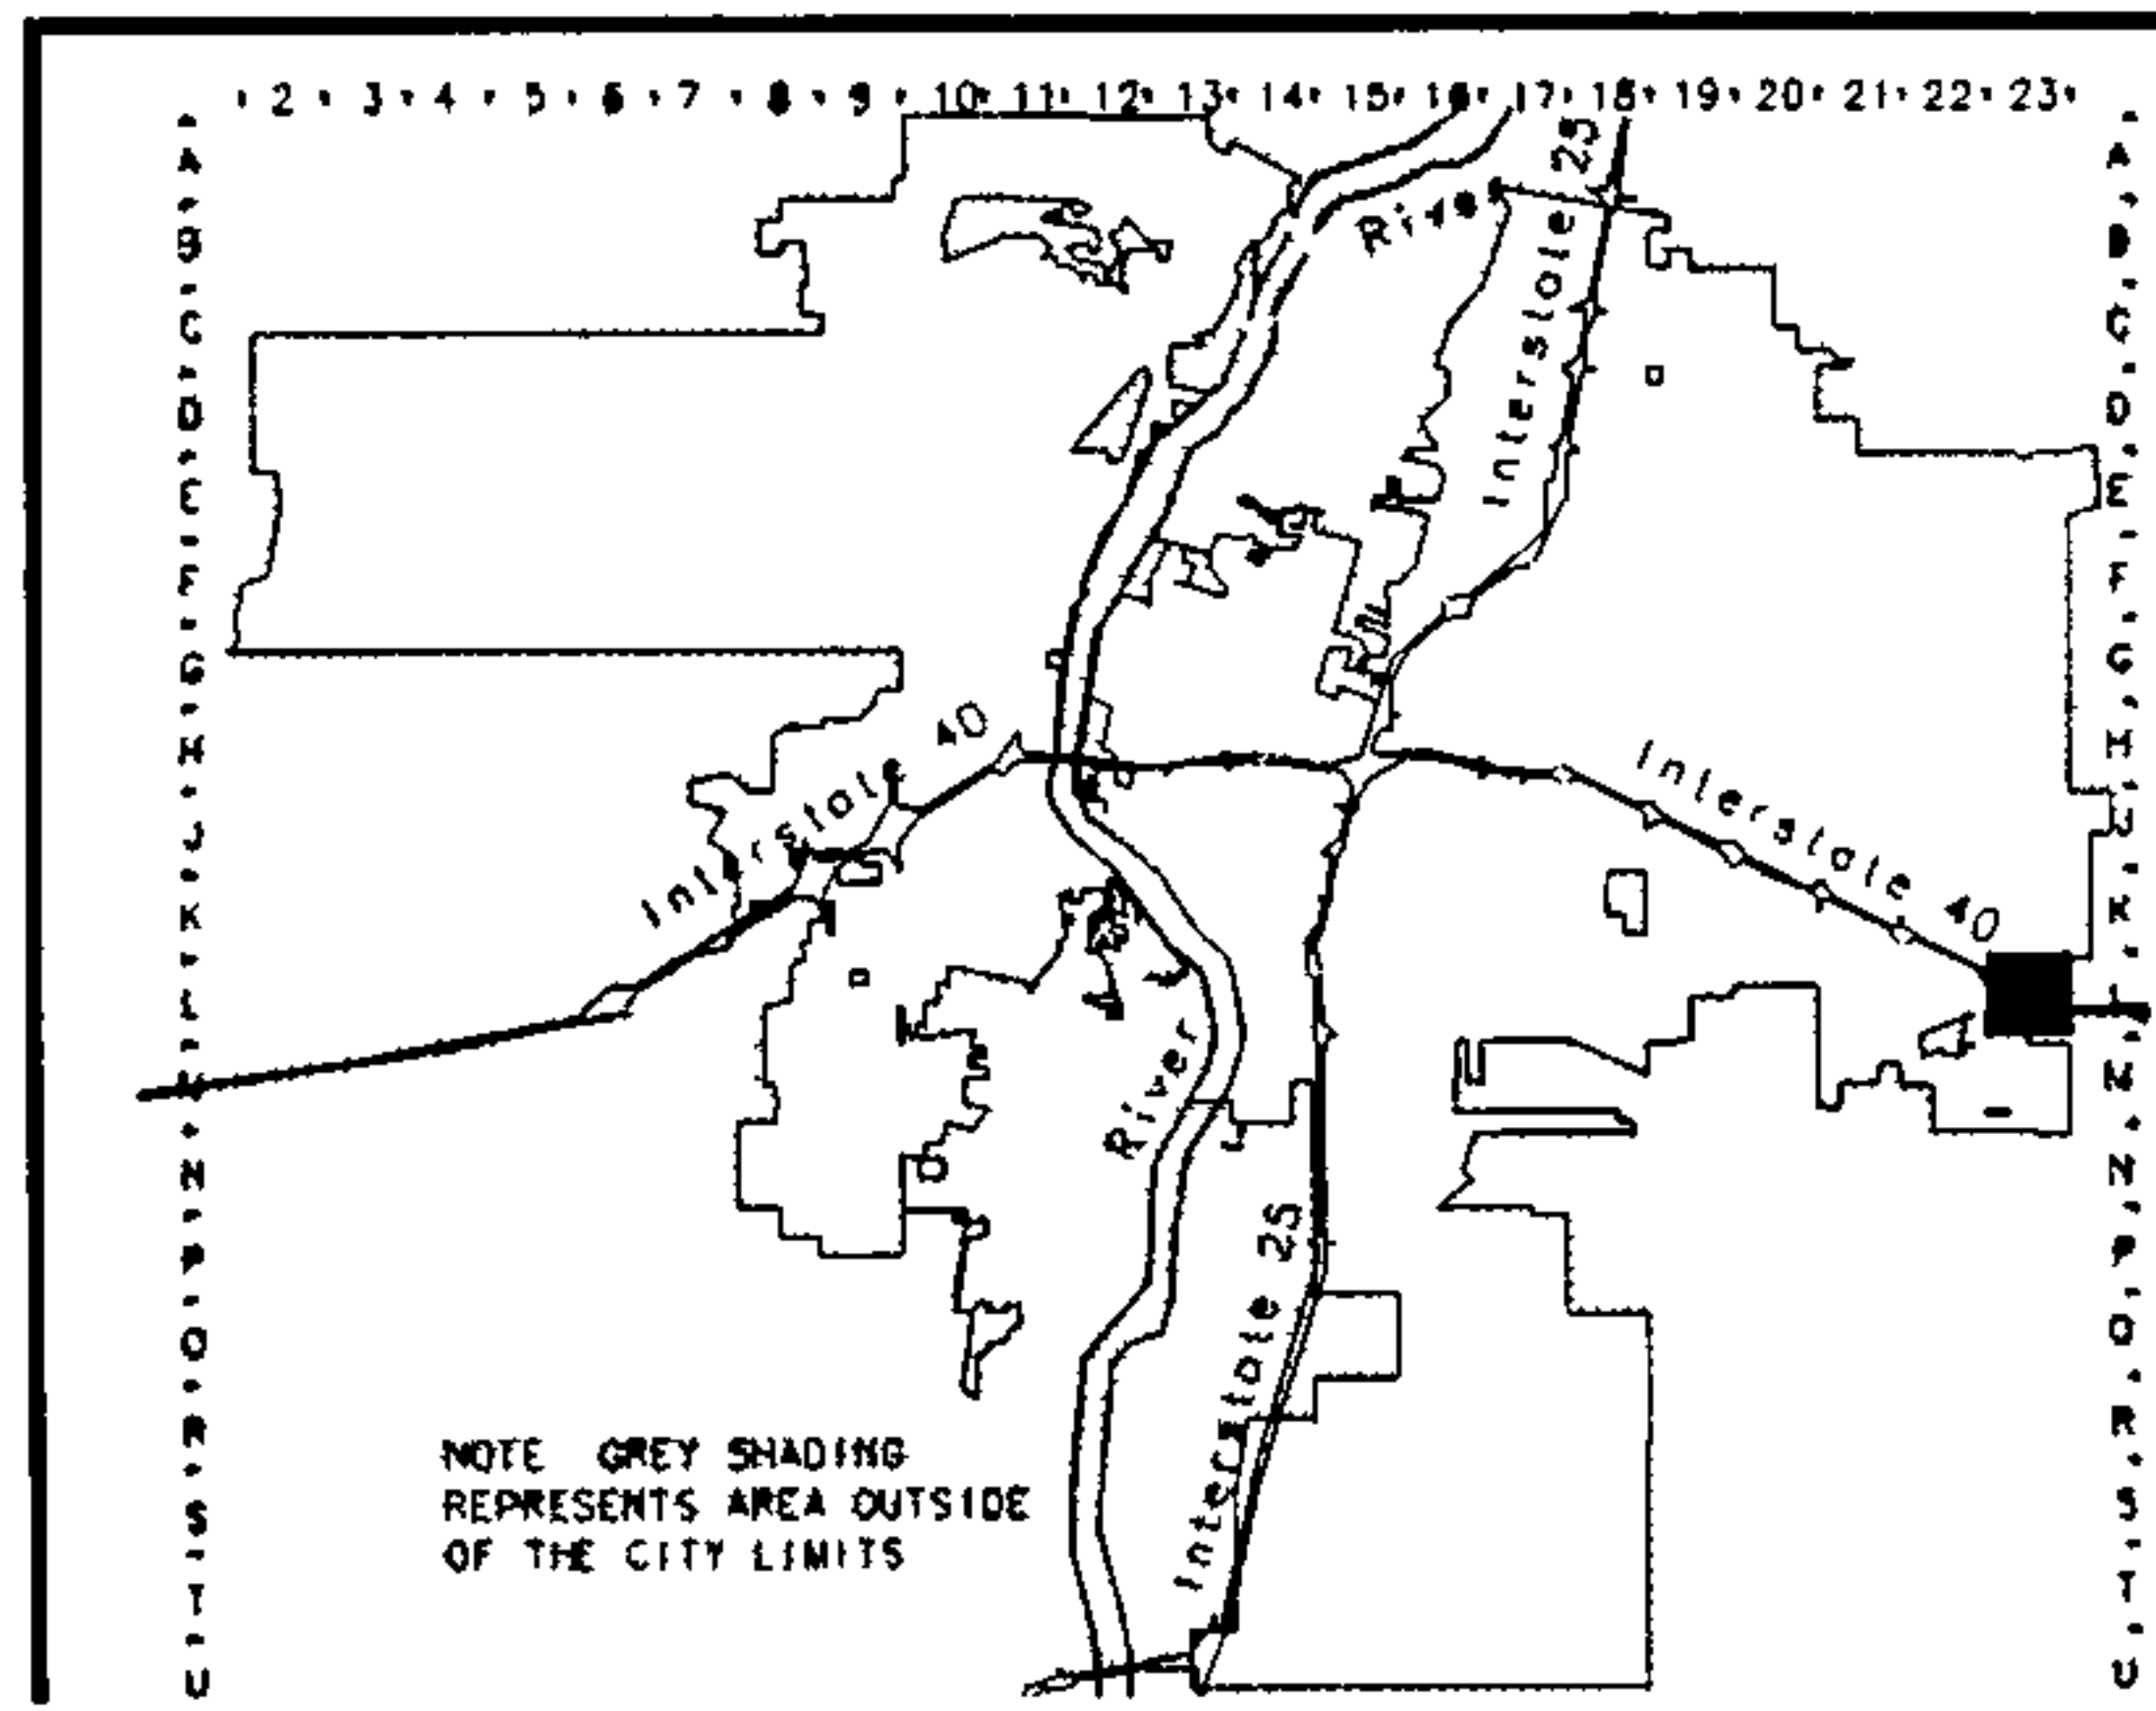 2 3 4 5 6 7 8 9 10 11 12 13 14 15 16 17 18 19 20 21 22 23
A A
B B
C C
D D
E E
F F
G G
H H
J J
K K
L L
M M
N N
P P
Q Q
R R
S S
T T
U U
River
Interstate 25
Interstate 40
Interstate 40
River
Interstate 25
NOTE GREY SHADING
REPRESENTS AREA OUTSIDE
OF THE CITY LIMITS